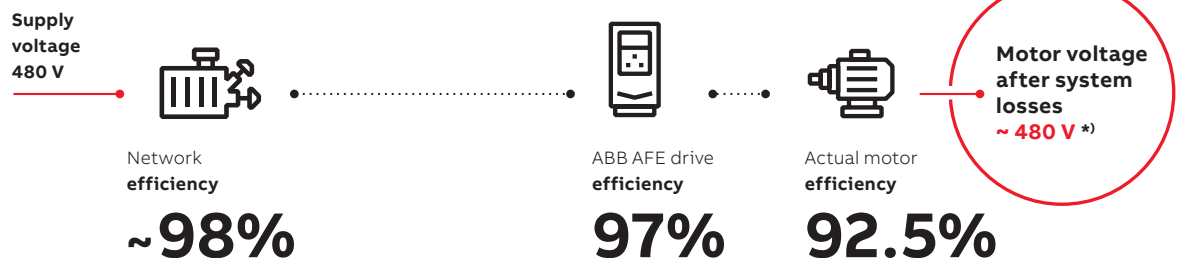 Supply
voltage
480 V
Motor voltage
after system
losses
~ 480 V *)
Network
efficiency
~98%
ABB AFE drive
efficiency
97%
Actual motor
efficiency
92.5%